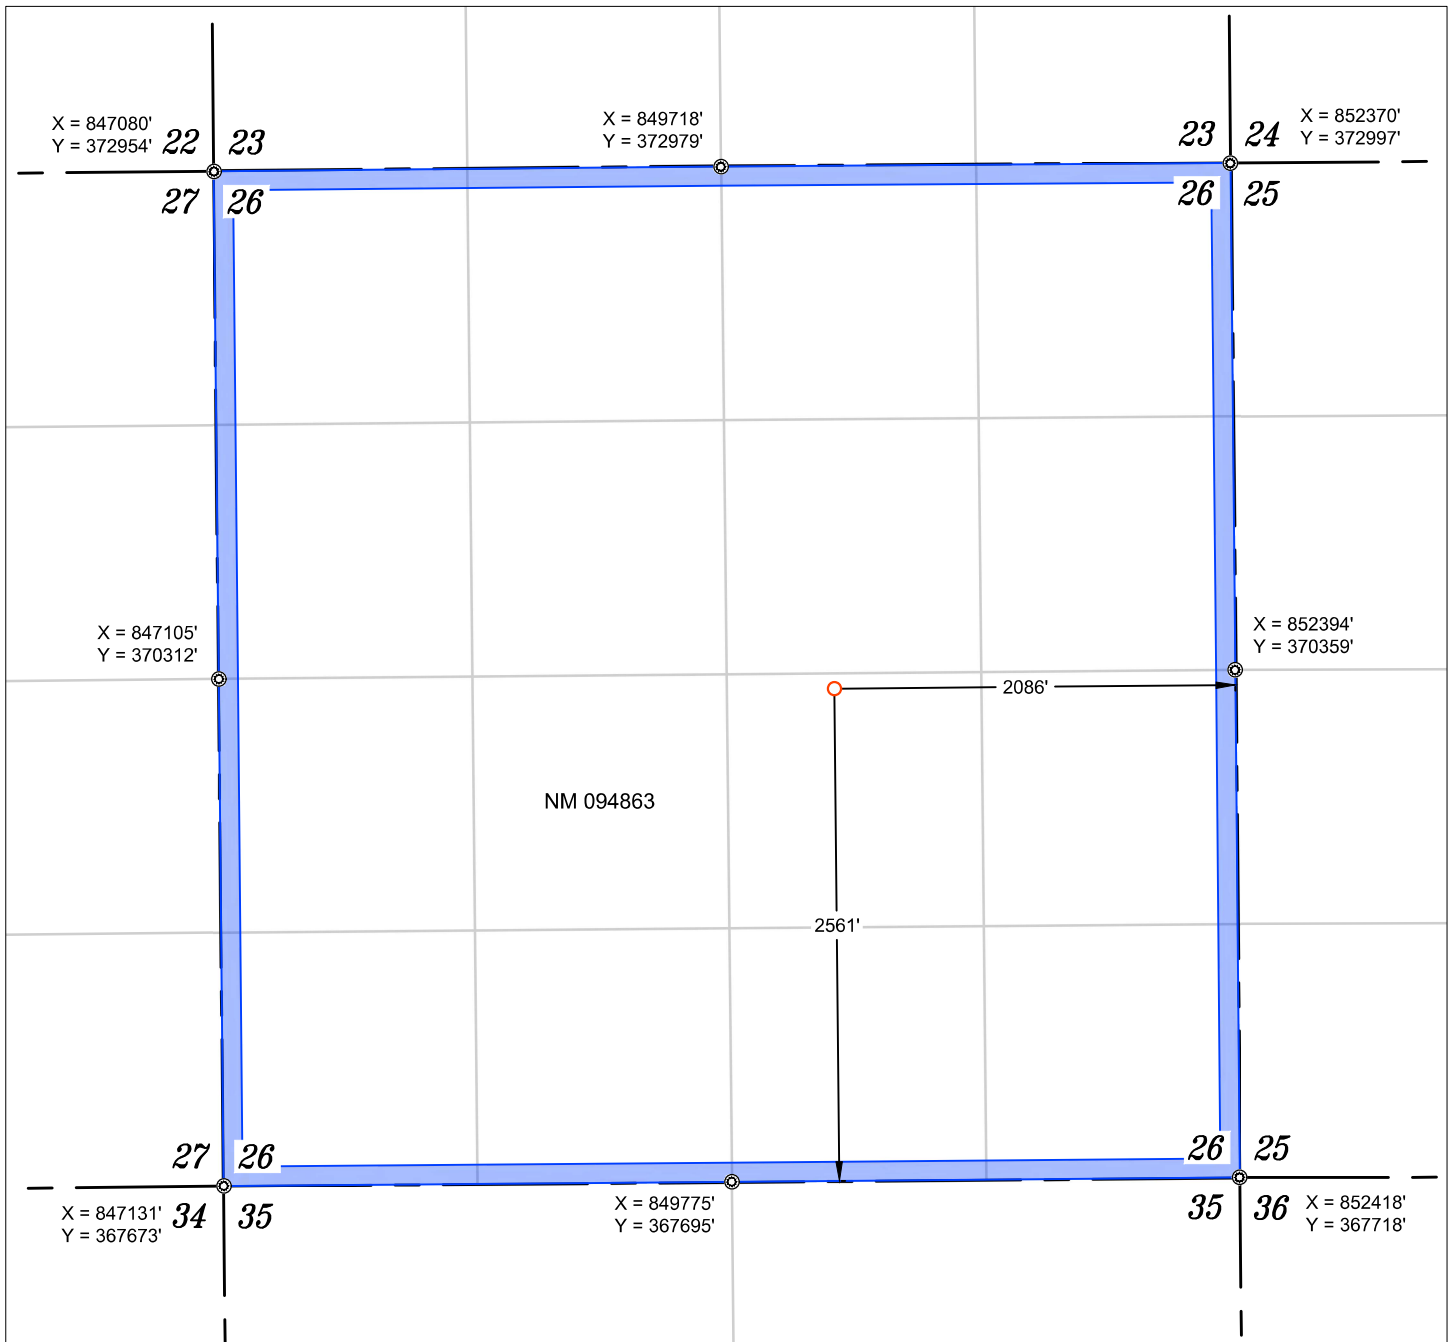 X = 847080'
Y = 372954'
22 23
27 26
X = 849718'
Y = 372979'
23 24
26 25
X = 852370'
Y = 372997'
X = 847105'
Y = 370312'
X = 852394'
Y = 370359'
2086'
NM 094863
2561'
27 26
34 35
X = 847131'
Y = 367673'
X = 849775'
Y = 367695'
26 25
35 36
X = 852418'
Y = 367718'